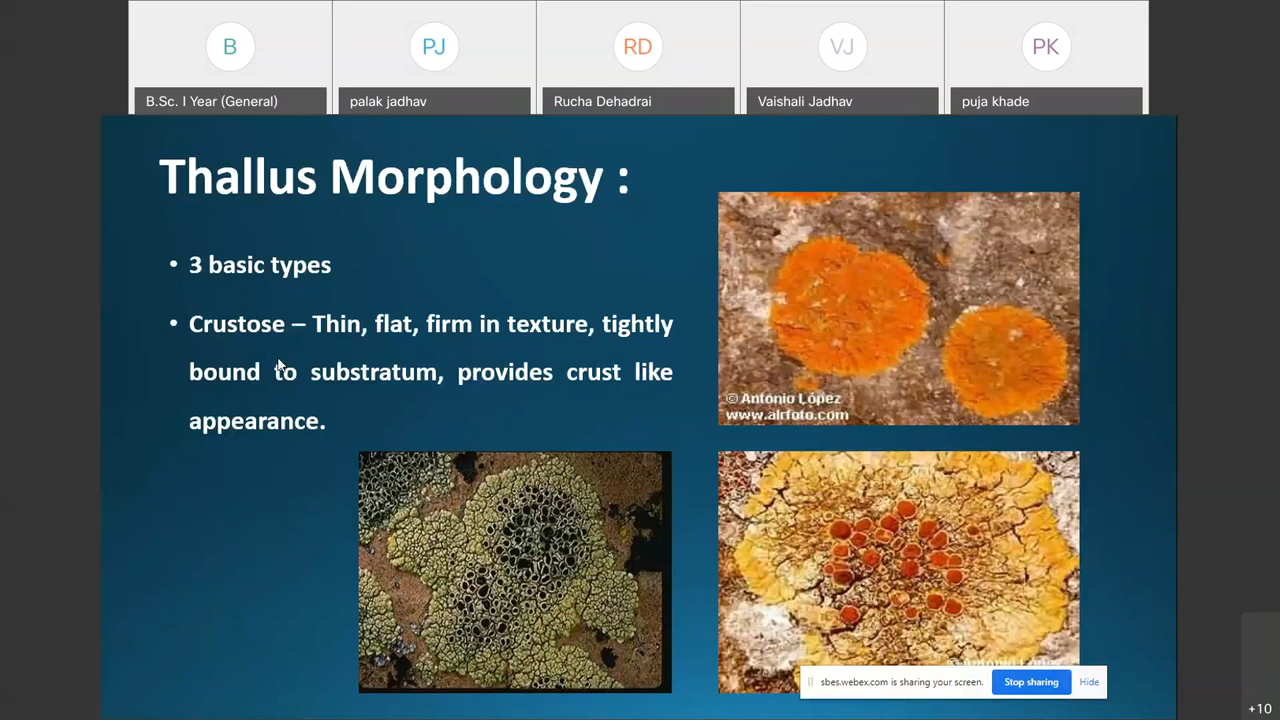 B PJ RD VJ PK
B.Sc. I Year (General) palak jadhav Rucha Dehadrai Vaishali Jadhav puja khade
Thallus Morphology :
• 3 basic types
• Crustose – Thin, flat, firm in texture, tightly
bound to substratum, provides crust like
appearance.
© Antonio López
www.airfoto.com
sbes.webex.com is sharing your screen. Stop sharing Hide
+10